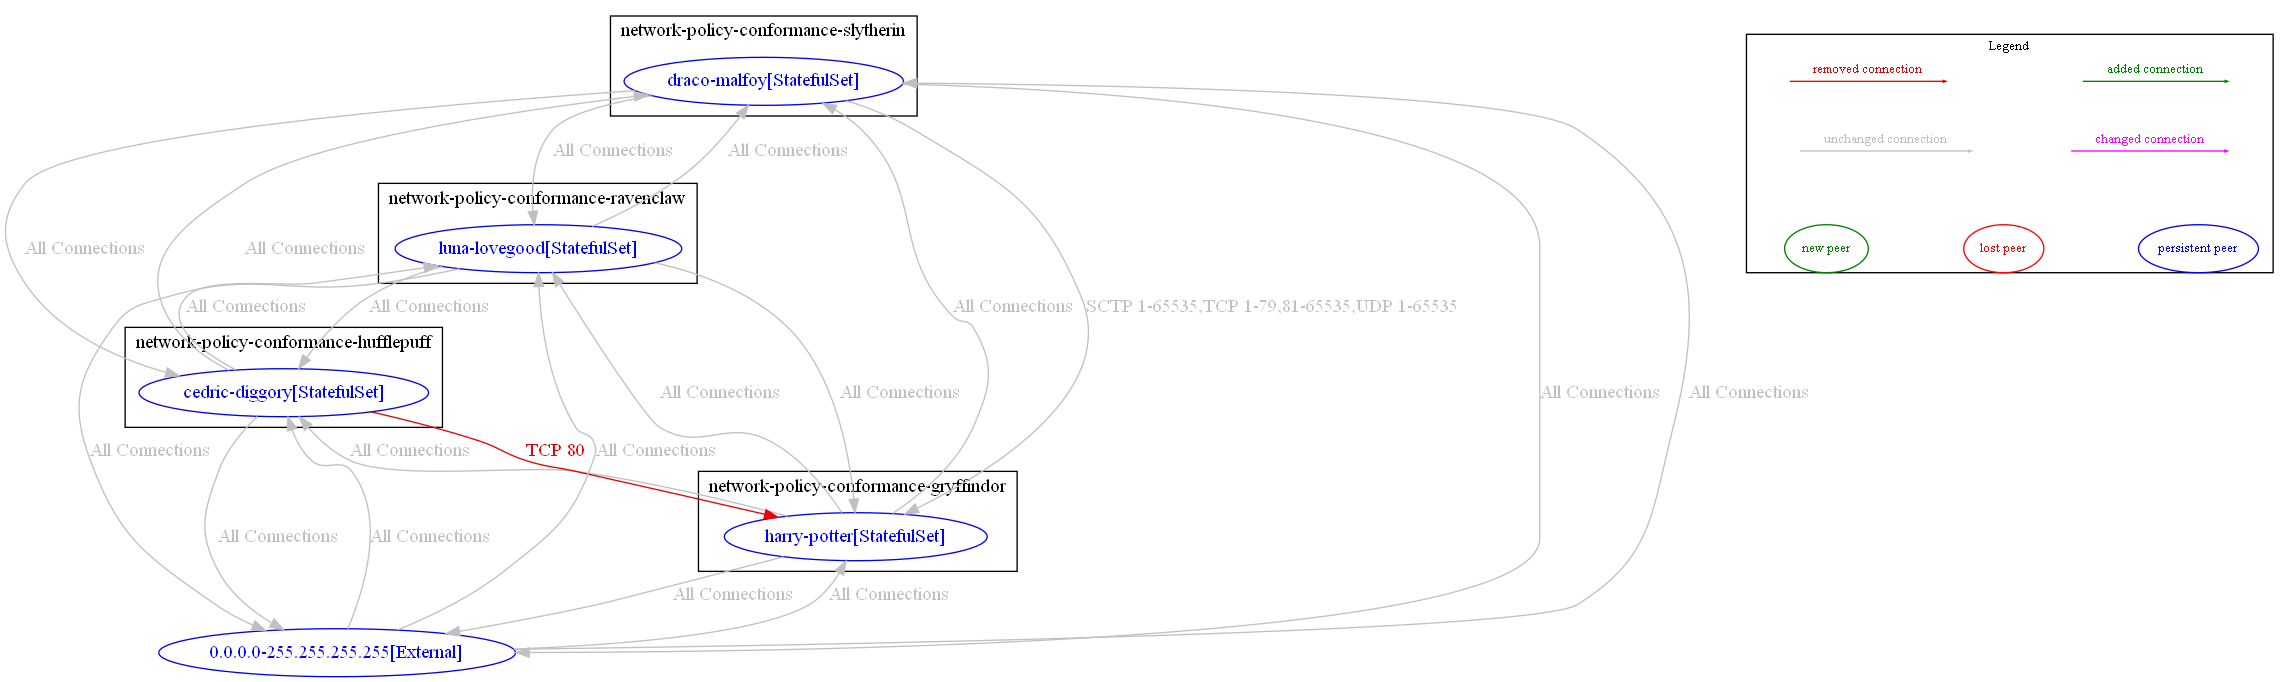 network-policy-conformance-slytherin
draco-malfoy[StatefulSet]
Legend
removed connection
added connection
unchanged connection
changed connection
new peer
lost peer
persistent peer
All Connections
All Connections
network-policy-conformance-ravenclaw
luna-lovegood[StatefulSet]
All Connections
All Connections
All Connections
All Connections
All Connections
SCTP 1-65535,TCP 1-79,81-65535,UDP 1-65535
network-policy-conformance-hufflepuff
cedric-diggory[StatefulSet]
All Connections
All Connections
All Connections
All Connections
All Connections
All Connections
TCP 80
All Connections
network-policy-conformance-gryffindor
harry-potter[StatefulSet]
All Connections
All Connections
All Connections
All Connections
0.0.0.0-255.255.255.255[External]